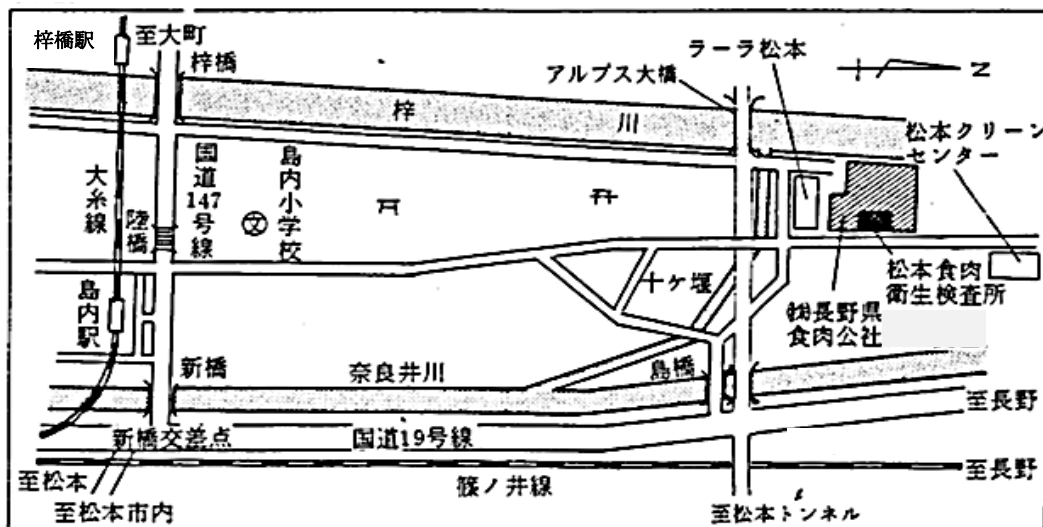 梓橋駅
至大町
梓橋
ラーラ松本
アルプス大橋
N
梓川
松本クリーン
センター
大糸線
陸橋
国道147号線
文
島内小学校
十ケ堰
松本食肉
衛生検査所
㈱長野県
食肉公社
島内駅
新橋
奈良井川
島橋
至長野
新橋交差点
国道19号線
至長野
至松本
篠ノ井線
至松本市内
至松本トンネル